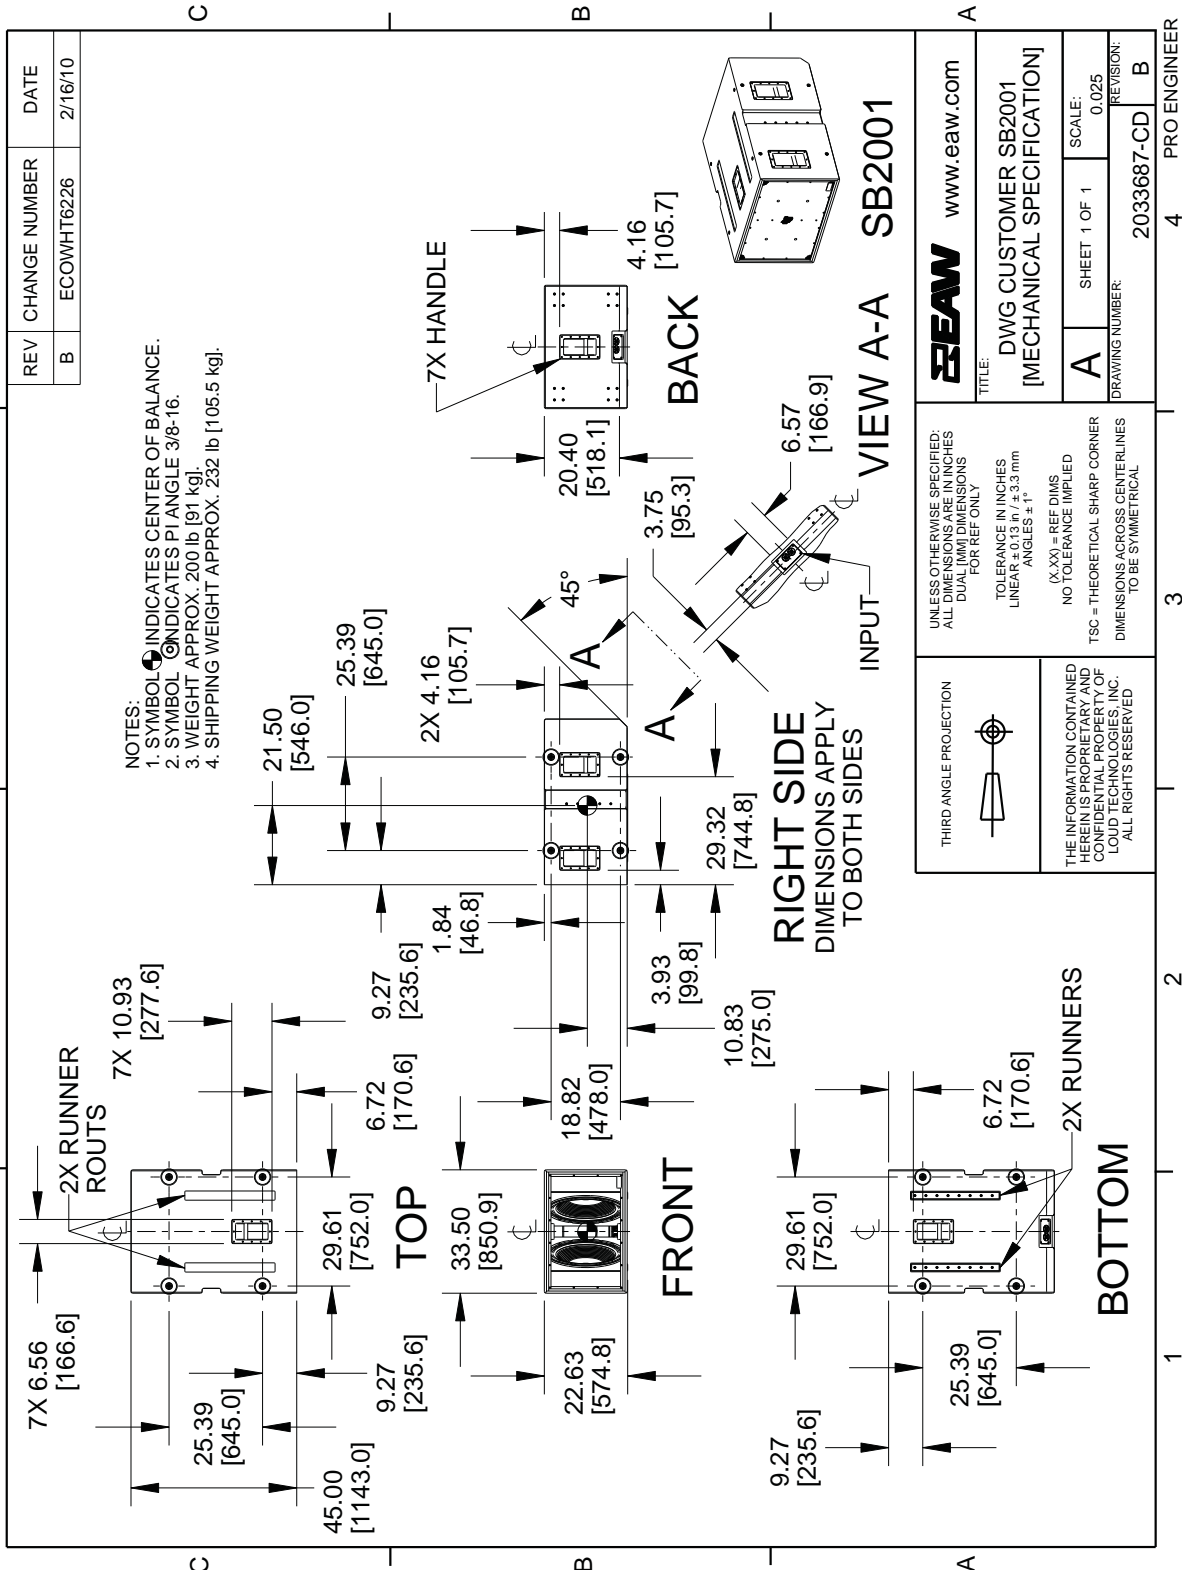 REV CHANGE NUMBER DATE
B ECOWHT6226 2/16/10
NOTES:
1. SYMBOL INDICATES CENTER OF BALANCE.
2. SYMBOL INDICATES PI ANGLE 3/8-16.
3. WEIGHT APPROX. 200 lb [91 kg].
4. SHIPPING WEIGHT APPROX. 232 lb [105.5 kg].
C
B
A
C
B
A
1
2
3
4
PRO ENGINEER
7X 6.56
[166.6]
2X RUNNER
ROUTS
7X 10.93
[277.6]
25.39
[645.0]
45.00
[1143.0]
9.27
[235.6]
29.61
[752.0]
6.72
[170.6]
TOP
33.50
[850.9]
22.63
[574.8]
FRONT
18.82
[478.0]
10.83
[275.0]
21.50
[546.0]
25.39
[645.0]
9.27
[235.6]
1.84
[46.8]
2X 4.16
[105.7]
45°
A
A
3.93
[99.8]
29.32
[744.8]
RIGHT SIDE
DIMENSIONS APPLY
TO BOTH SIDES
7X HANDLE
20.40
[518.1]
4.16
[105.7]
BACK
3.75
[95.3]
6.57
[166.9]
INPUT
VIEW A-A
SB2001
29.61
[752.0]
6.72
[170.6]
9.27
[235.6]
25.39
[645.0]
2X RUNNERS
BOTTOM
THIRD ANGLE PROJECTION
THE INFORMATION CONTAINED
HEREIN IS PROPRIETARY AND
CONFIDENTIAL PROPERTY OF
LOUD TECHNOLOGIES, INC.
ALL RIGHTS RESERVED
UNLESS OTHERWISE SPECIFIED:
ALL DIMENSIONS ARE IN INCHES
DUAL [MM] DIMENSIONS
FOR REF ONLY
TOLERANCE IN INCHES
LINEAR ± 0.13 in / ± 3.3 mm
ANGLES ± 1°
(X.XX) = REF DIMS
NO TOLERANCE IMPLIED
TSC = THEORETICAL SHARP CORNER
DIMENSIONS ACROSS CENTERLINES
TO BE SYMMETRICAL
EAW www.eaw.com
TITLE:
DWG CUSTOMER SB2001
[MECHANICAL SPECIFICATION]
A
SHEET 1 OF 1
SCALE:
0.025
DRAWING NUMBER:
2033687-CD
REVISION:
B